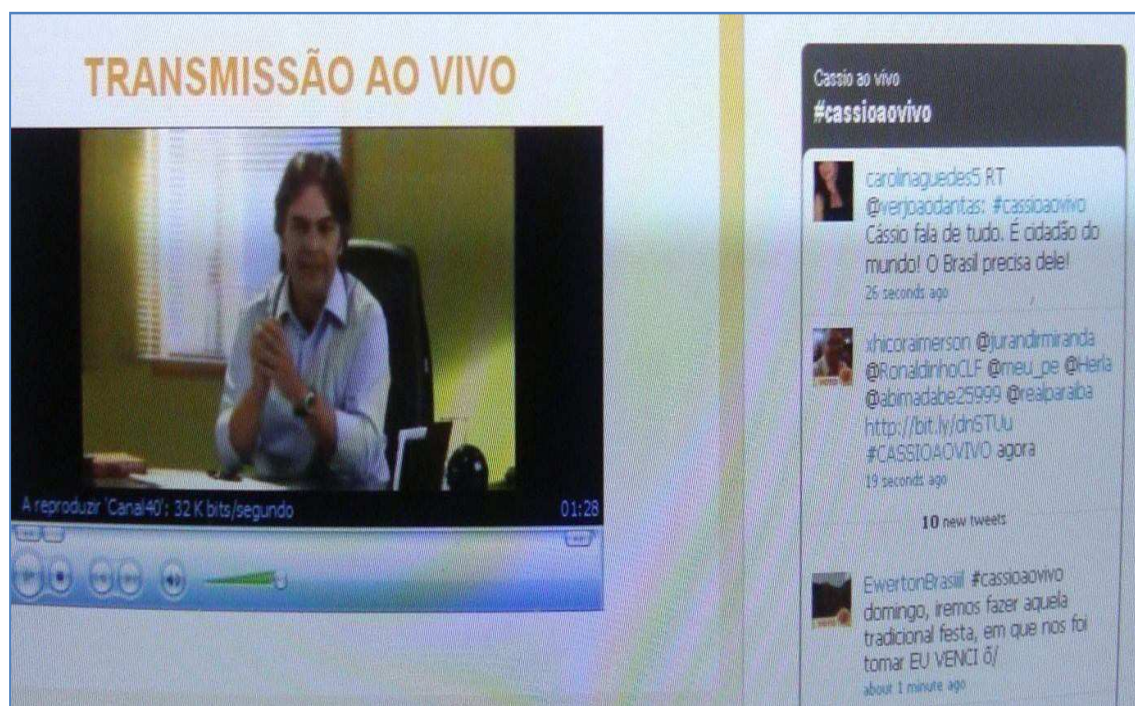 TRANSMISSÃO AO VIVO
A reproduzir 'Canal40': 32 K bits/segundo
01:28
Cassio ao vivo
#cassioaovivo
carolinaguedes5 RT
@verjoaodantas: #cassioaovivo
Cássio fala de tudo. É cidadão do
mundo! O Brasil precisa dele!
26 seconds ago
xhicoraimerson @jurandirmiranda
@RonaldinhoCLF @meu_pe @Herla
@abimadabe25999 @realparaiba
http://bit.ly/dnSTUu
#CASSIOAOVIVO agora
19 seconds ago
10 new tweets
EwertonBrasiiil #cassioaovivo
domingo, iremos fazer aquela
tradicional festa, em que nos foi
tomar EU VENCI õ/
about 1 minute ago